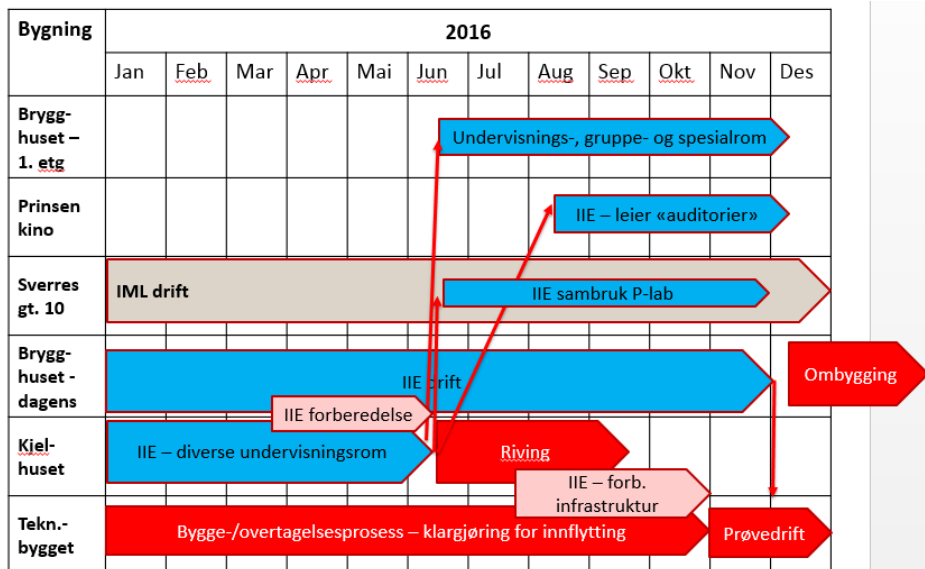 Bygning
2016
Jan Feb Mar Apr Mai Jun Jul Aug Sep Okt Nov Des
Brygg-
huset –
1. etg
Undervisnings-, gruppe- og spesialrom
Prinsen
kino
IIE – leier «auditorier»
Sverres
gt. 10
IML drift
IIE sambruk P-lab
Brygg-
huset -
dagens
IIE drift
Ombygging
IIE forberedelse
Kjel-
huset
IIE – diverse undervisningsrom
Riving
IIE – forb.
infrastruktur
Tekn.-
bygget
Bygge-/overtagelsesprosess – klargjøring for innflytting
Prøvedrift